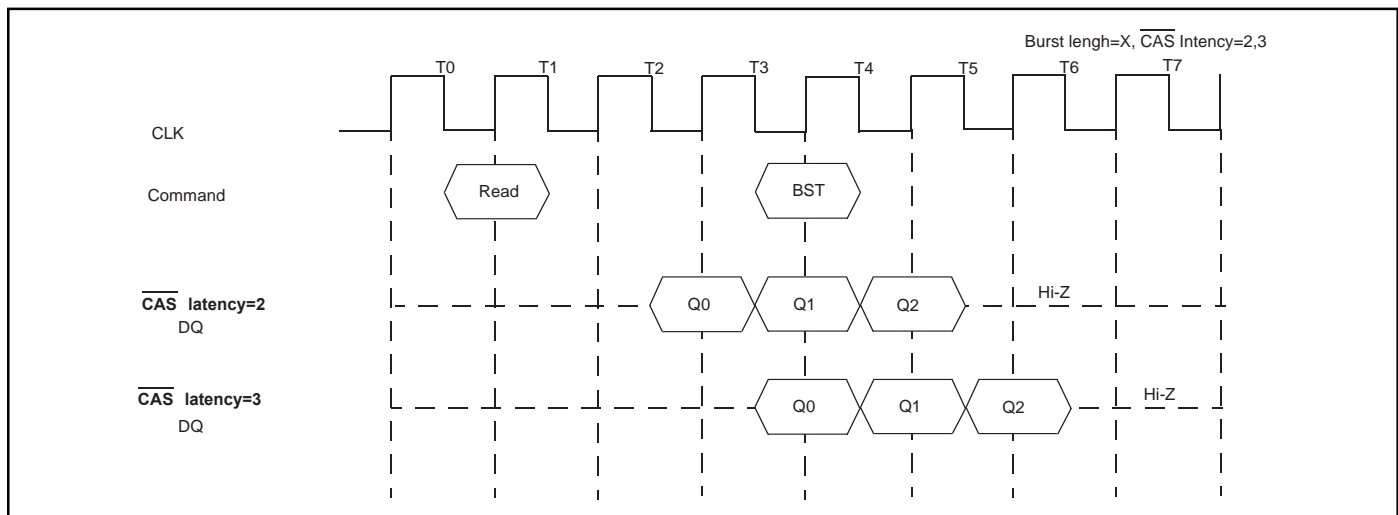 Burst lengh=X, CAS Intency=2,3
T0 T1 T2 T3 T4 T5 T6 T7
CLK
Command
Read
BST
CAS latency=2
DQ
Q0 Q1 Q2
Hi-Z
CAS latency=3
DQ
Q0 Q1 Q2
Hi-Z